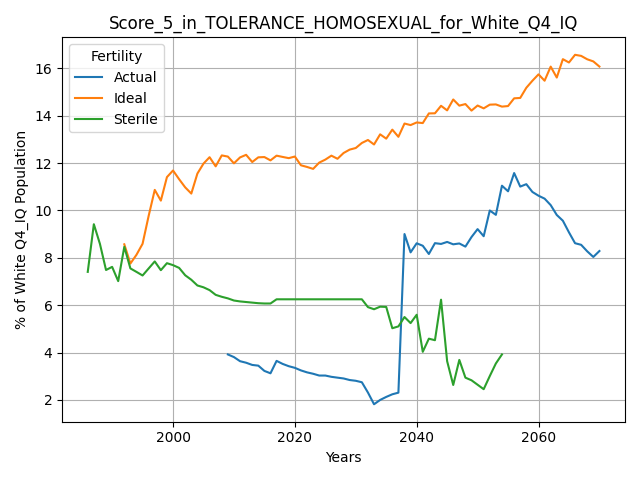 Score_5_in_TOLERANCE_HOMOSEXUAL_for_White_Q4_IQ
Fertility
Actual
Ideal
Sterile
% of White Q4_IQ Population
16
14
12
10
8
6
4
2
2000
2020
2040
2060
Years